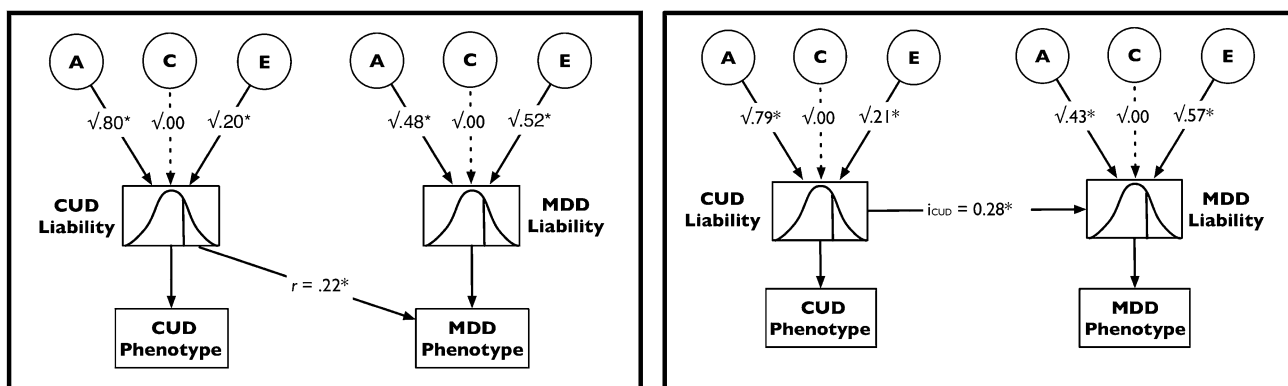 A C E A C E
√.80* √.00 √.20* √.48* √.00 √.52*
CUD
Liability
MDD
Liability
r = .22*
CUD
Phenotype
MDD
Phenotype
A C E A C E
√.79* √.00 √.21* √.43* √.00 √.57*
CUD
Liability
iCUD = 0.28*
MDD
Liability
CUD
Phenotype
MDD
Phenotype